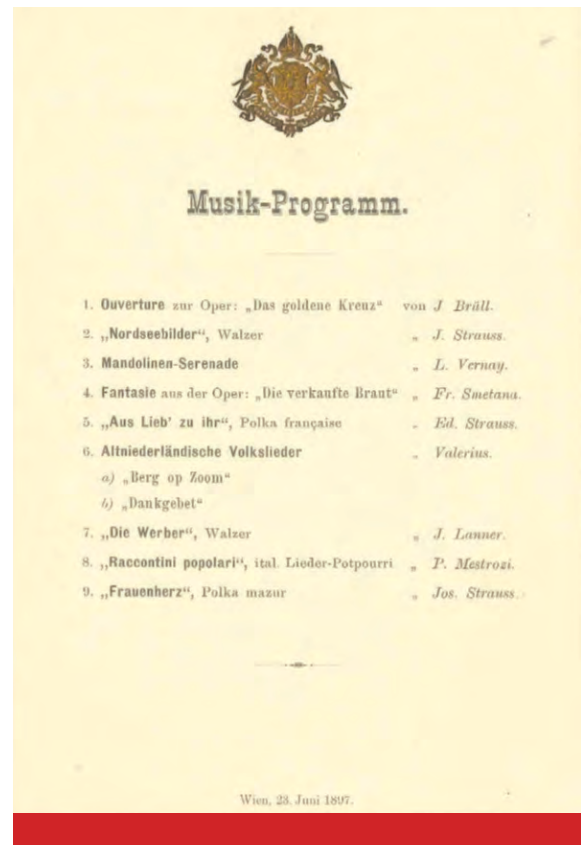 Musik-Programm.
1. Ouverture zur Oper: „Das goldene Kreuz“ von J Brüll.
2. „Nordseebilder“, Walzer „ J. Strauss.
3. Mandolinen-Serenade „ L. Vernay.
4. Fantasie aus der Oper: „Die verkaufte Braut“ „ Fr. Smetana.
5. „Aus Lieb' zu ihr“, Polka française „ Ed. Strauss.
6. Altniederländische Volkslieder „ Valerius.
a) „Berg op Zoom“
b) „Dankgebet“
7. „Die Werber“, Walzer „ J. Lanner.
8. „Raccontini popolari“, ital. Lieder-Potpourri „ P. Mestrozi.
9. „Frauenherz“, Polka mazur „ Jos. Strauss.
Wien, 23. Juni 1897.